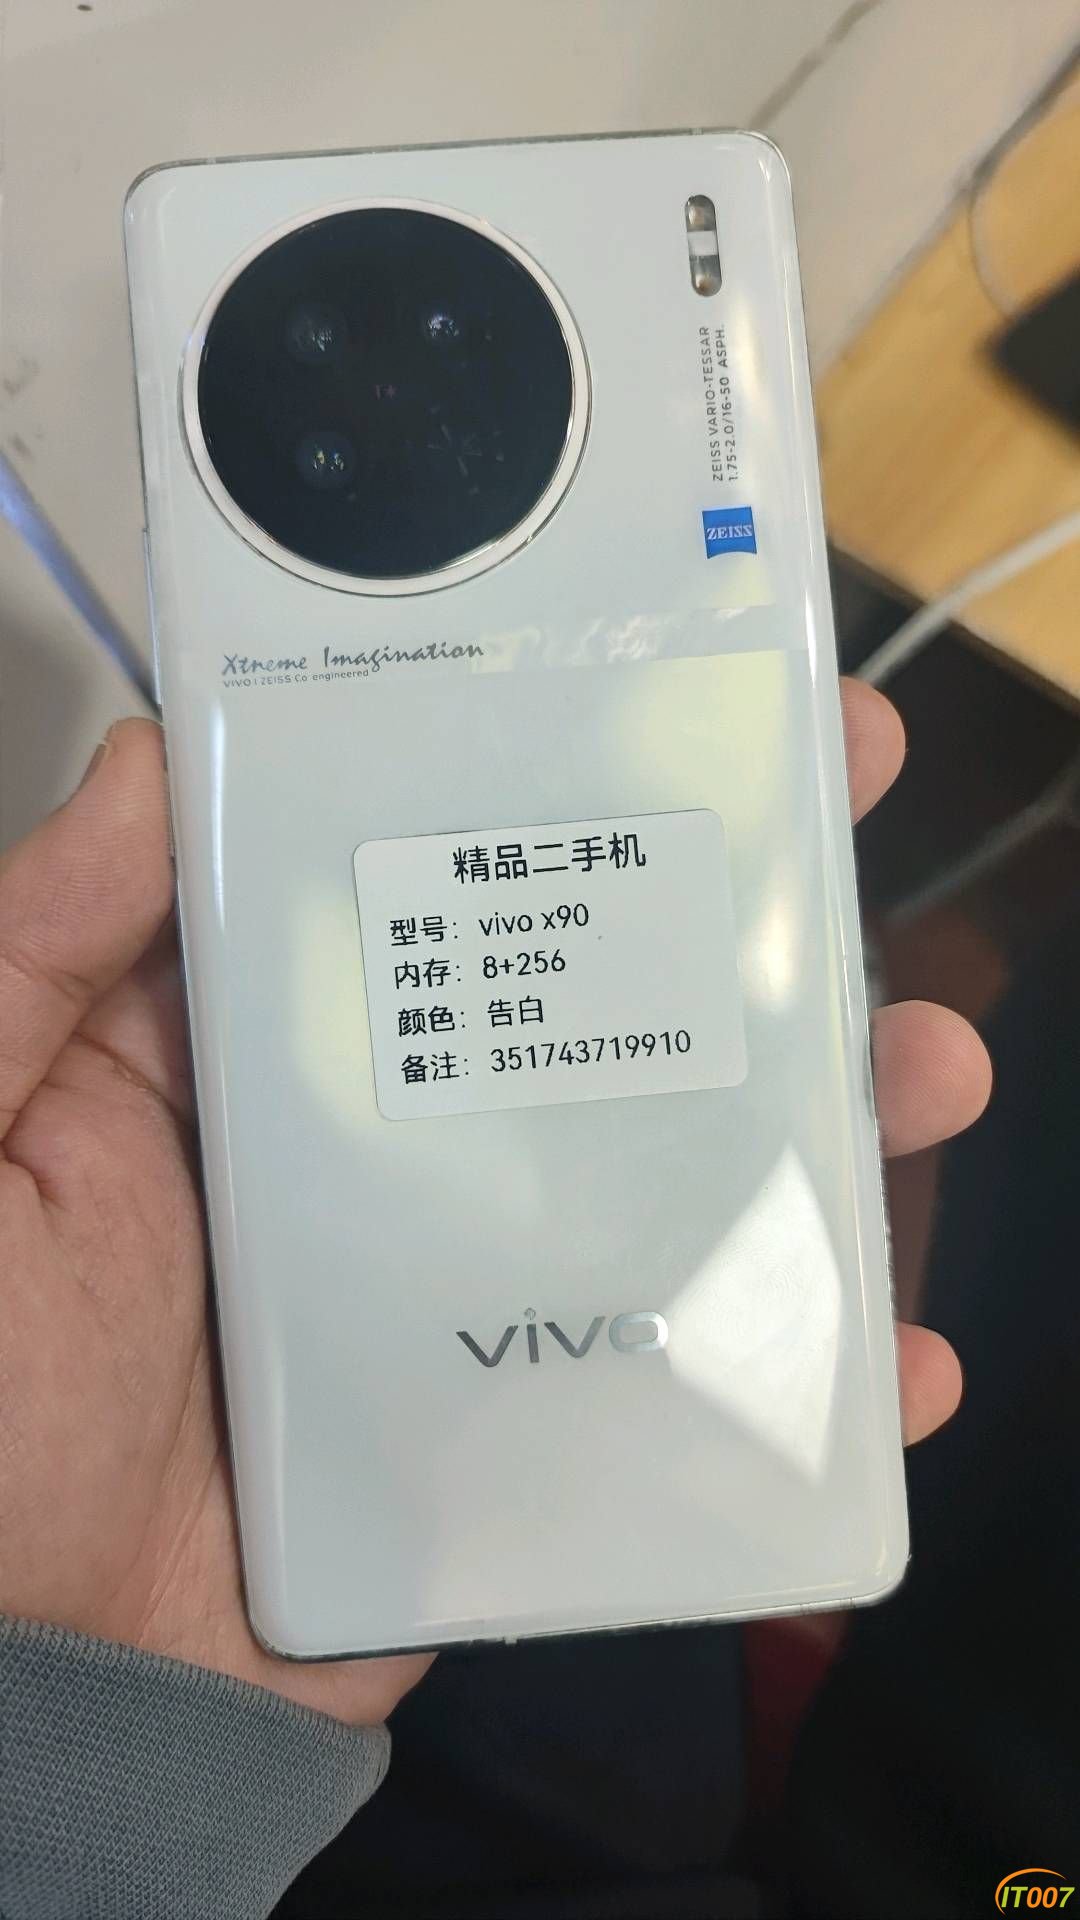 T*
ZEISS VARIO-TESSAR
1.75-2.0/16-50 ASPH.
ZEISS
Xtreme Imagination
VIVO | ZEISS Co engineered
精品二手机
型号：vivo x90
内存：8+256
颜色：告白
备注：351743719910
vivo
IT007